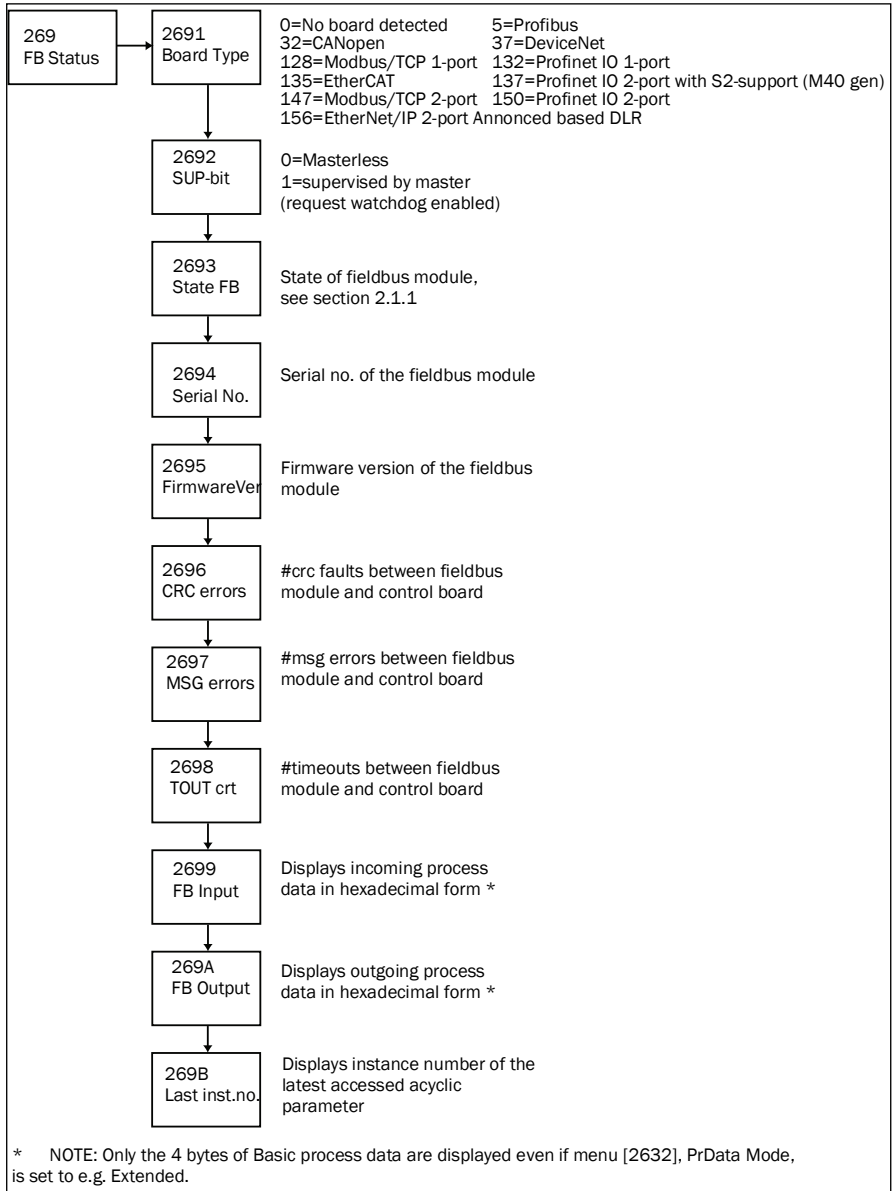 269
FB Status
2691
Board Type
0=No board detected 5=Profibus
32=CANopen 37=DeviceNet
128=Modbus/TCP 1-port 132=Profinet IO 1-port
135=EtherCAT 137=Profinet IO 2-port with S2-support (M40 gen)
147=Modbus/TCP 2-port 150=Profinet IO 2-port
156=EtherNet/IP 2-port Annonced based DLR
2692
SUP-bit
0=Masterless
1=supervised by master
(request watchdog enabled)
2693
State FB
State of fieldbus module,
see section 2.1.1
2694
Serial No.
Serial no. of the fieldbus module
2695
FirmwareVer
Firmware version of the fieldbus
module
2696
CRC errors
#crc faults between fieldbus
module and control board
2697
MSG errors
#msg errors between fieldbus
module and control board
2698
TOUT crt
#timeouts between fieldbus
module and control board
2699
FB Input
Displays incoming process
data in hexadecimal form *
269A
FB Output
Displays outgoing process
data in hexadecimal form *
269B
Last inst.no.
Displays instance number of the
latest accessed acyclic
parameter
* NOTE: Only the 4 bytes of Basic process data are displayed even if menu [2632], PrData Mode,
is set to e.g. Extended.